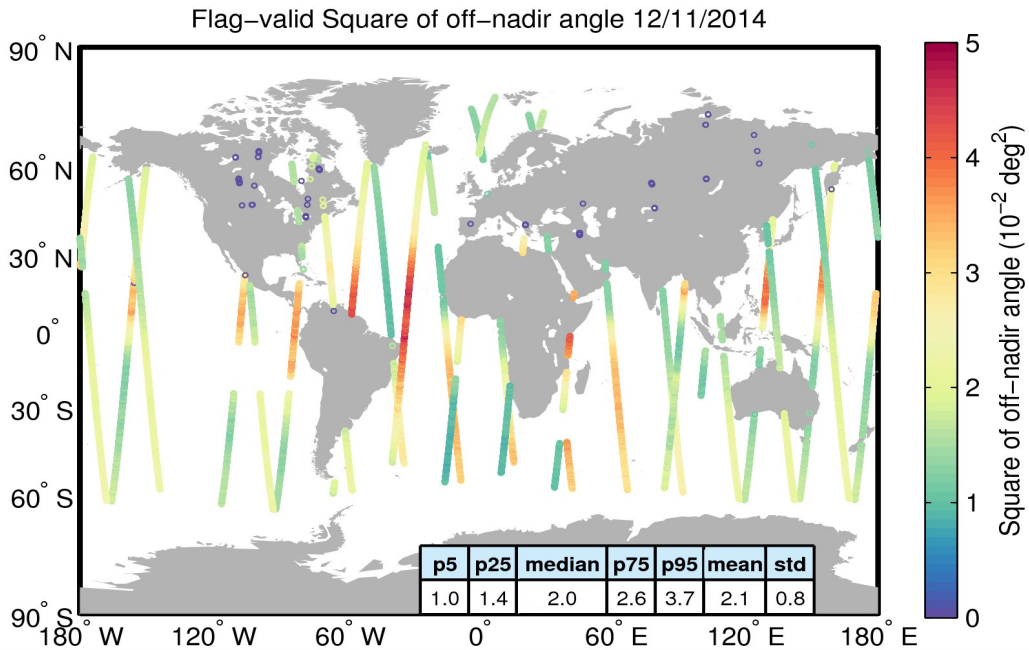 Flag−valid Square of off−nadir angle 12/11/2014
90° N
60° N
30° N
0°
30° S
60° S
90° S
180° W
120° W
60° W
0°
60° E
120° E
180° E
p5 p25 median p75 p95 mean std
1.0 1.4 2.0 2.6 3.7 2.1 0.8
5
4
3
2
1
0
Square of off−nadir angle (10⁻² deg²)